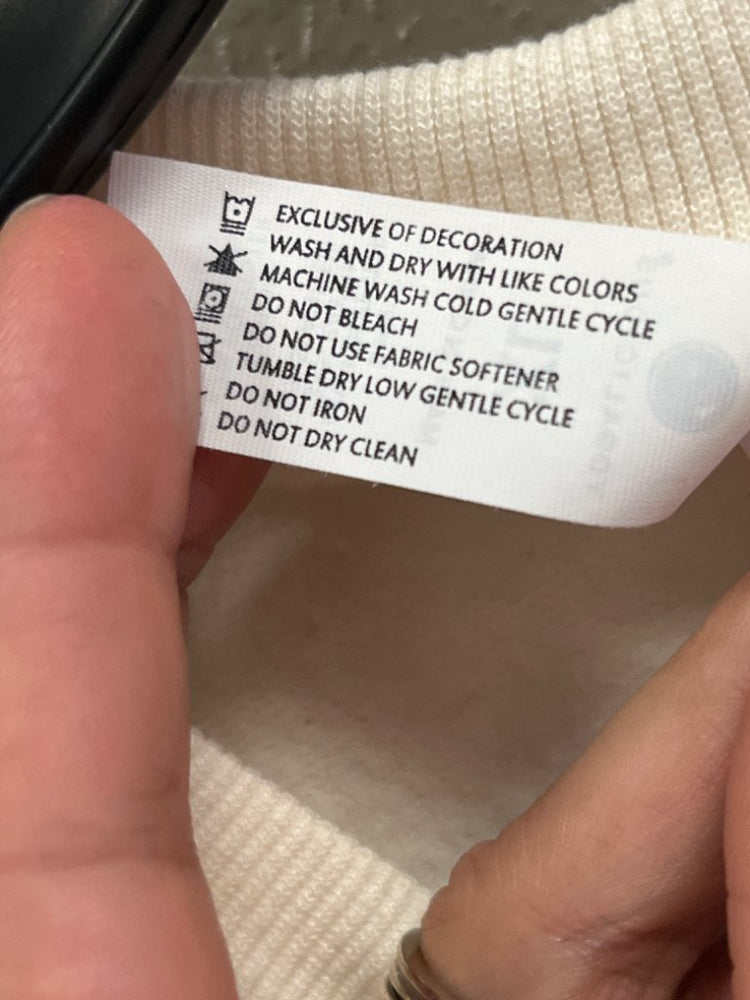 EXCLUSIVE OF DECORATION
WASH AND DRY WITH LIKE COLORS
MACHINE WASH COLD GENTLE CYCLE
DO NOT BLEACH
DO NOT USE FABRIC SOFTENER
TUMBLE DRY LOW GENTLE CYCLE
DO NOT IRON
DO NOT DRY CLEAN